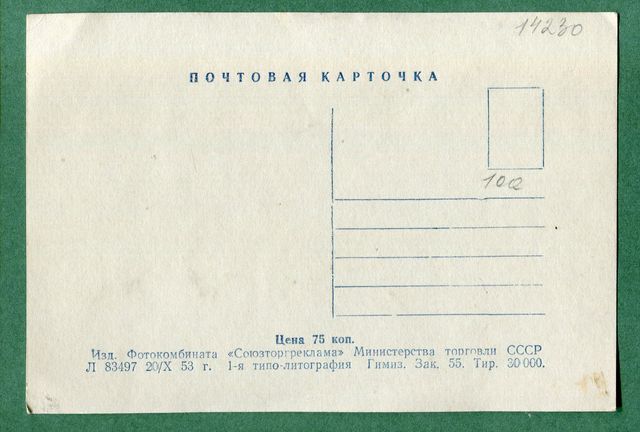 14230
ПОЧТОВАЯ КАРТОЧКА
100
Цена 75 коп.
Изд. Фотокомбината «Союзторгреклама» Министерства торговли СССР
Л 83497 20/X 53 г. 1-я типо-литография Гимиз. Зак. 55. Тир. 30 000.